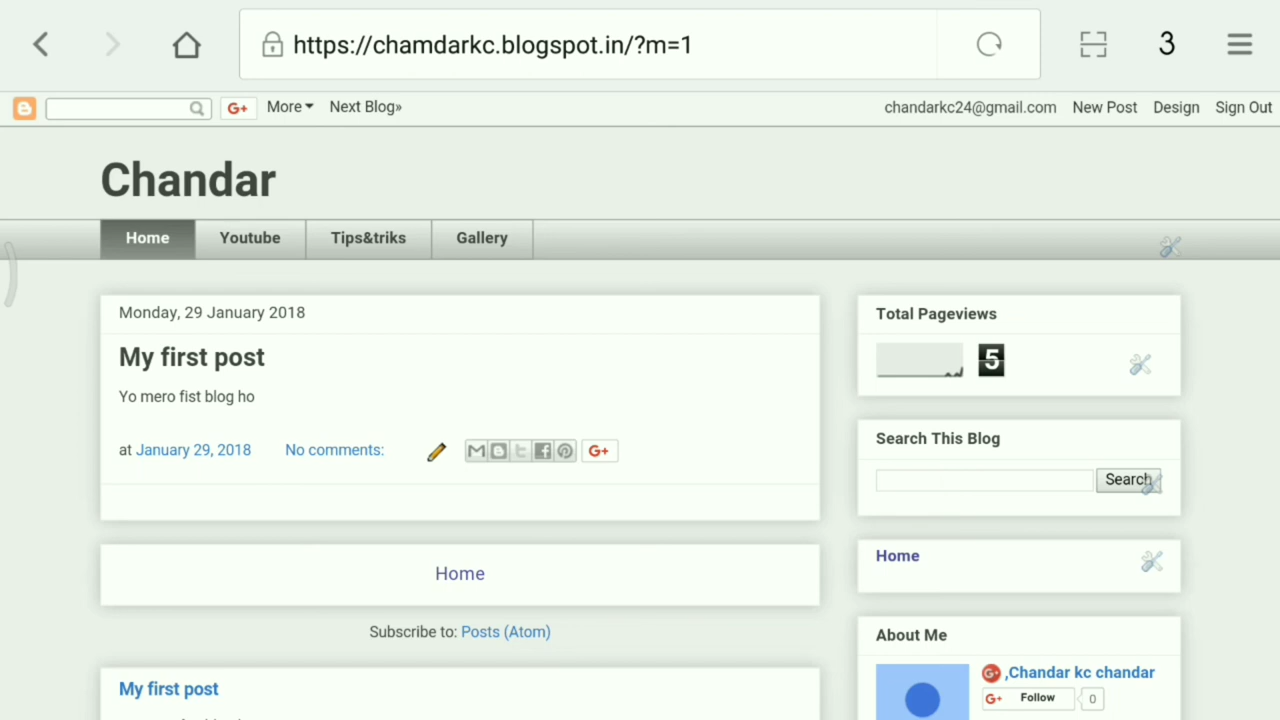 https://chamdarkc.blogspot.in/?m=1
3
G+ More Next Blog»
chandarkc24@gmail.com New Post Design Sign Out
Chandar
Home Youtube Tips&triks Gallery
Monday, 29 January 2018
My first post
Yo mero fist blog ho
at January 29, 2018 No comments:
G+
Home
Subscribe to: Posts (Atom)
My first post
Total Pageviews
5
Search This Blog
Search
Home
About Me
G+ ,Chandar kc chandar
G+ Follow 0